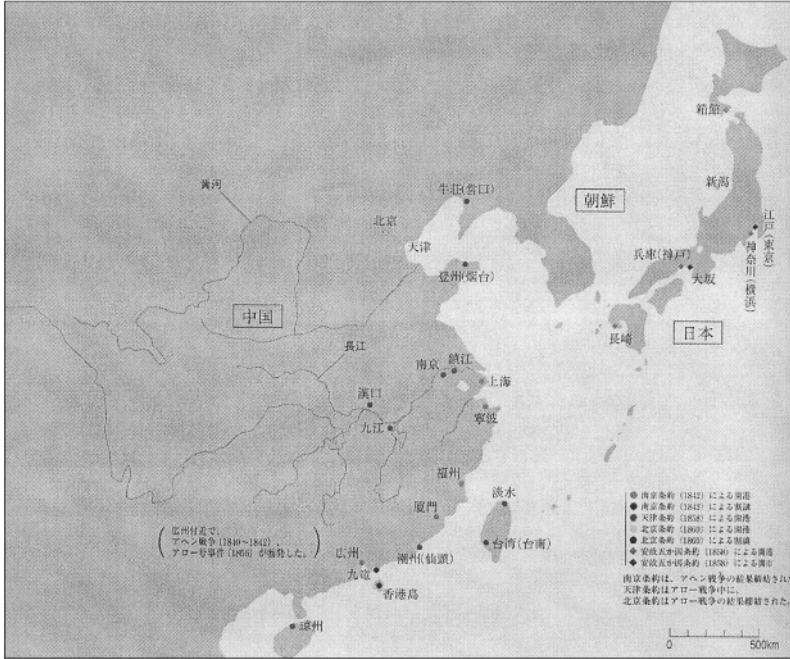 箱館
新潟
江戸(東京)
神奈川(横浜)
兵庫(神戸)
大坂
長崎
日本
朝鮮
牛荘(営口)
北京
天津
登州(烟台)
黄河
中国
長江
南京
鎮江
上海
寧波
漢口
九江
福州
淡水
厦門
台湾(台南)
潮州(仙頭)
広州
九竜
香港島
瓊州
広州付近で、
アヘン戦争(1840〜1842)、
アロー号事件(1856)が勃発した。
南京条約(1842)による開港
南京条約(1842)による割譲
天津条約(1858)による開港
北京条約(1860)による開港
北京条約(1860)による割譲
安政五か国条約(1858)による開港
安政五か国条約(1858)による開市
南京条約は、アヘン戦争の結果締結され
天津条約はアロー戦争中に、
北京条約はアロー戦争の結果締結された。
0 500km